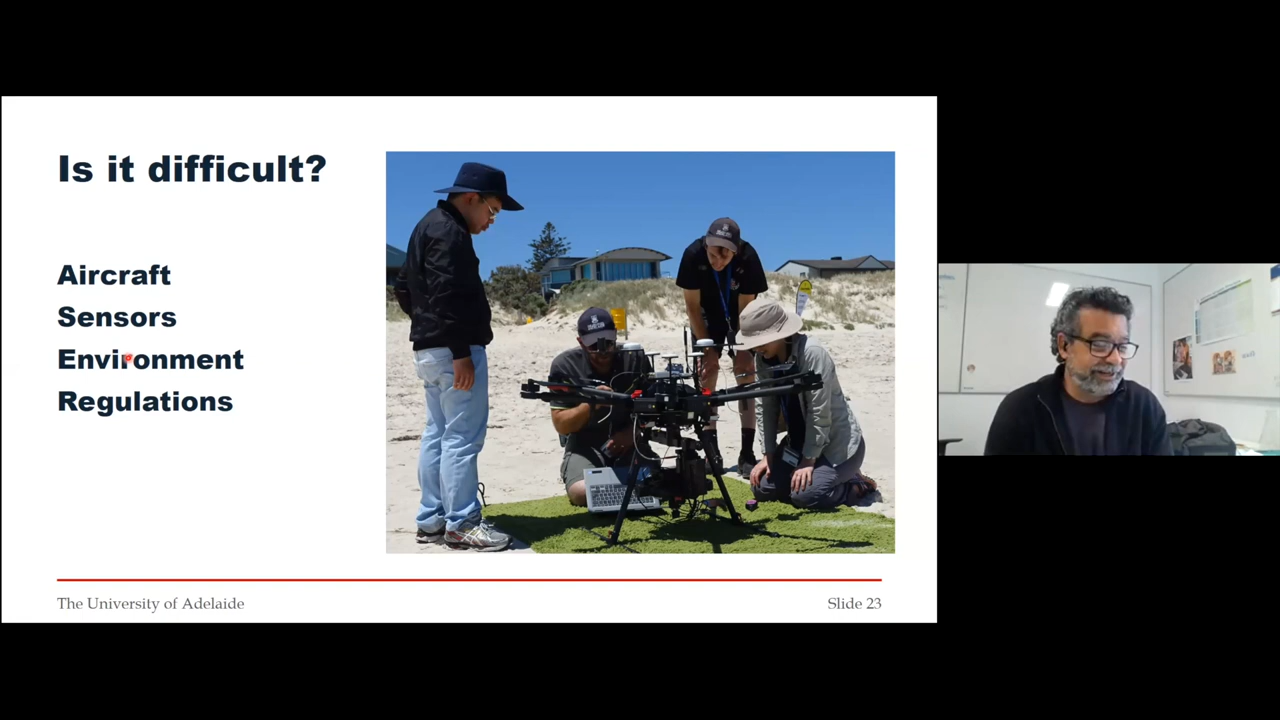 Is it difficult?
Aircraft
Sensors
Environment
Regulations
The University of Adelaide
Slide 23